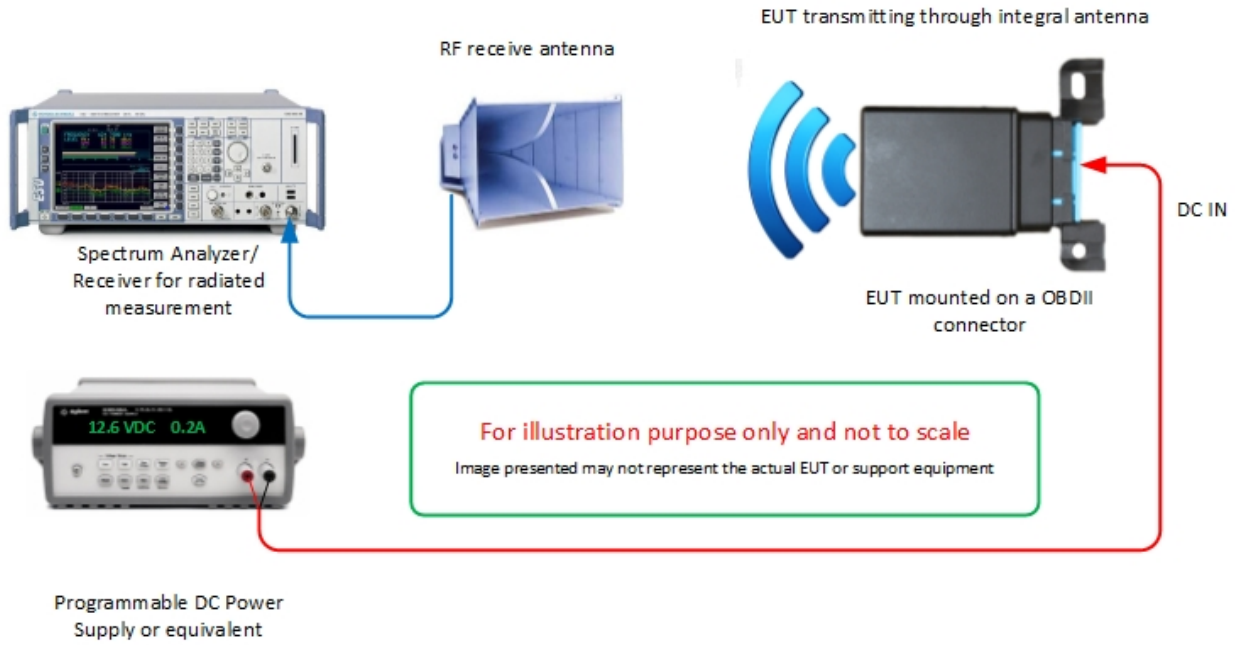 EUT transmitting through integral antenna
RF receive antenna
DC IN
Spectrum Analyzer/
Receiver for radiated
measurement
EUT mounted on a OBDII
connector
12.6 VDC 0.2A
For illustration purpose only and not to scale
Image presented may not represent the actual EUT or support equipment
Programmable DC Power
Supply or equivalent